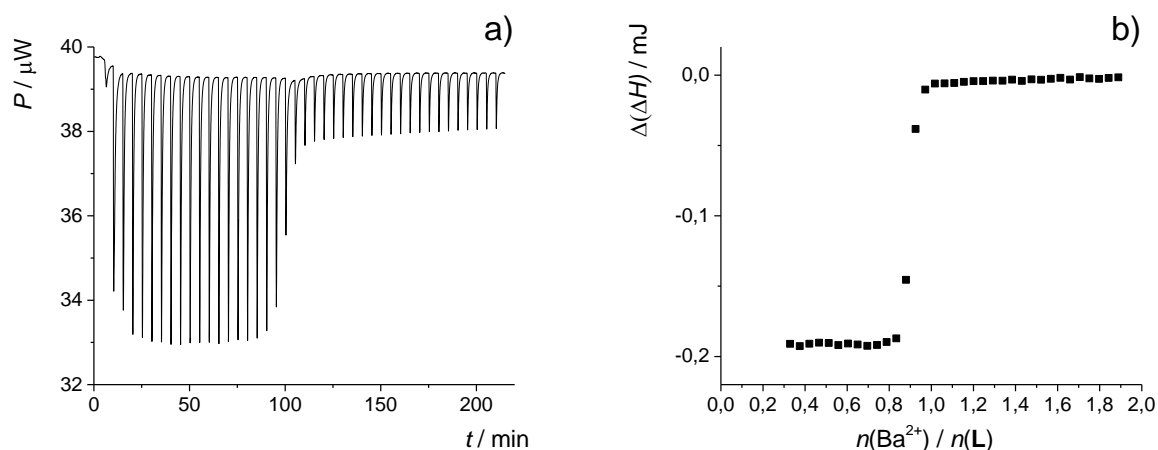 a)
P / μW
40
38
36
34
32
0
50
100
150
200
t / min
b)
Δ(ΔH) / mJ
0,0
-0,1
-0,2
0,0 0,2 0,4 0,6 0,8 1,0 1,2 1,4 1,6 1,8 2,0
n(Ba²⁺) / n(L)